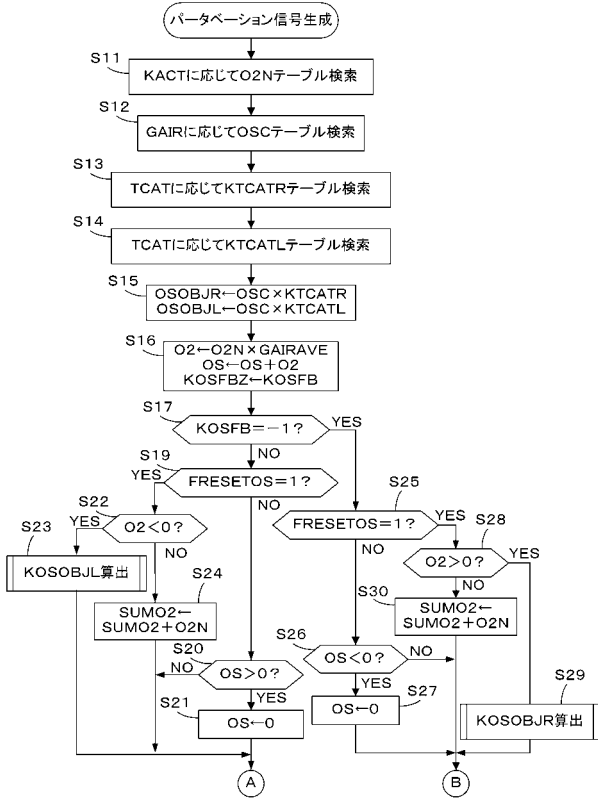 パータベーション信号生成
S11
KACTに応じてO2Nテーブル検索
S12
GAIRに応じてOSCテーブル検索
S13
TCATに応じてKTCATRテーブル検索
S14
TCATに応じてKTCATLテーブル検索
S15
OSOBJR←OSC×KTCATR
OSOBJL←OSC×KTCATL
S16
O2←O2N×GAIRAVE
OS←OS+O2
KOSFBZ←KOSFB
S17
KOSFB=-1?
YES
NO
S19
FRESETOS=1?
YES
NO
S25
FRESETOS=1?
YES
NO
S22
O2<0?
YES
NO
S23
KOSOBJL算出
S28
O2>0?
YES
NO
S24
SUMO2←
SUMO2+O2N
S30
SUMO2←
SUMO2+O2N
S20
OS>0?
NO
YES
S26
OS<0?
NO
YES
S21
OS←0
S27
OS←0
S29
KOSOBJR算出
A
B